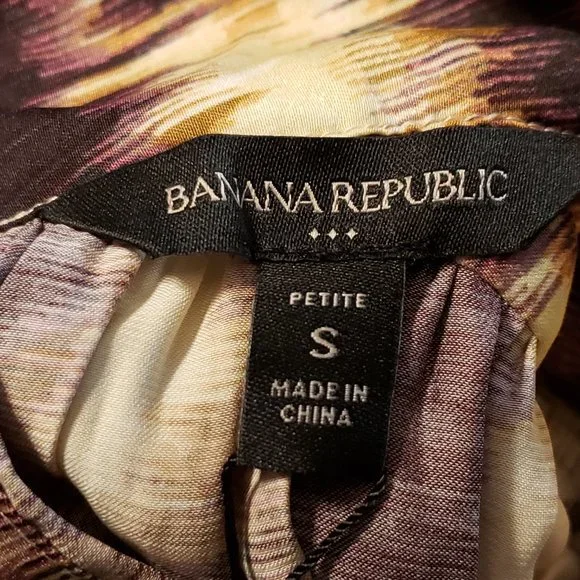 BANANA REPUBLIC
PETITE
S
MADE IN
CHINA